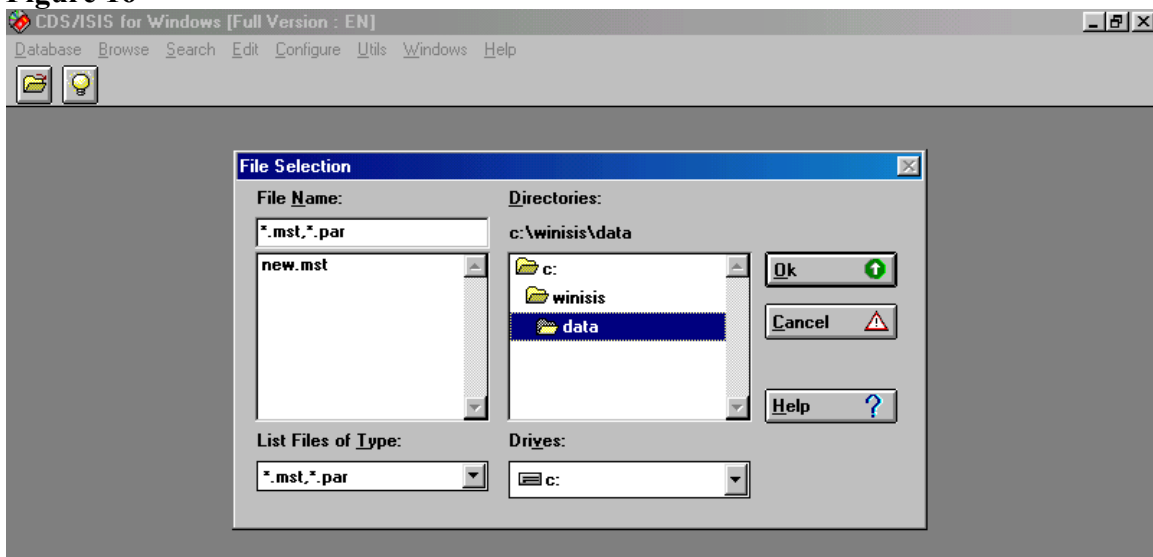 CDS/ISIS for Windows [Full Version : EN]
Database Browse Search Edit Configure Utils Windows Help
File Selection
File Name:
Directories:
*.mst,*.par
c:\winisis\data
new.mst
c:
winisis
data
Ok
Cancel
Help
List Files of Type:
Drives:
*.mst,*.par
c: